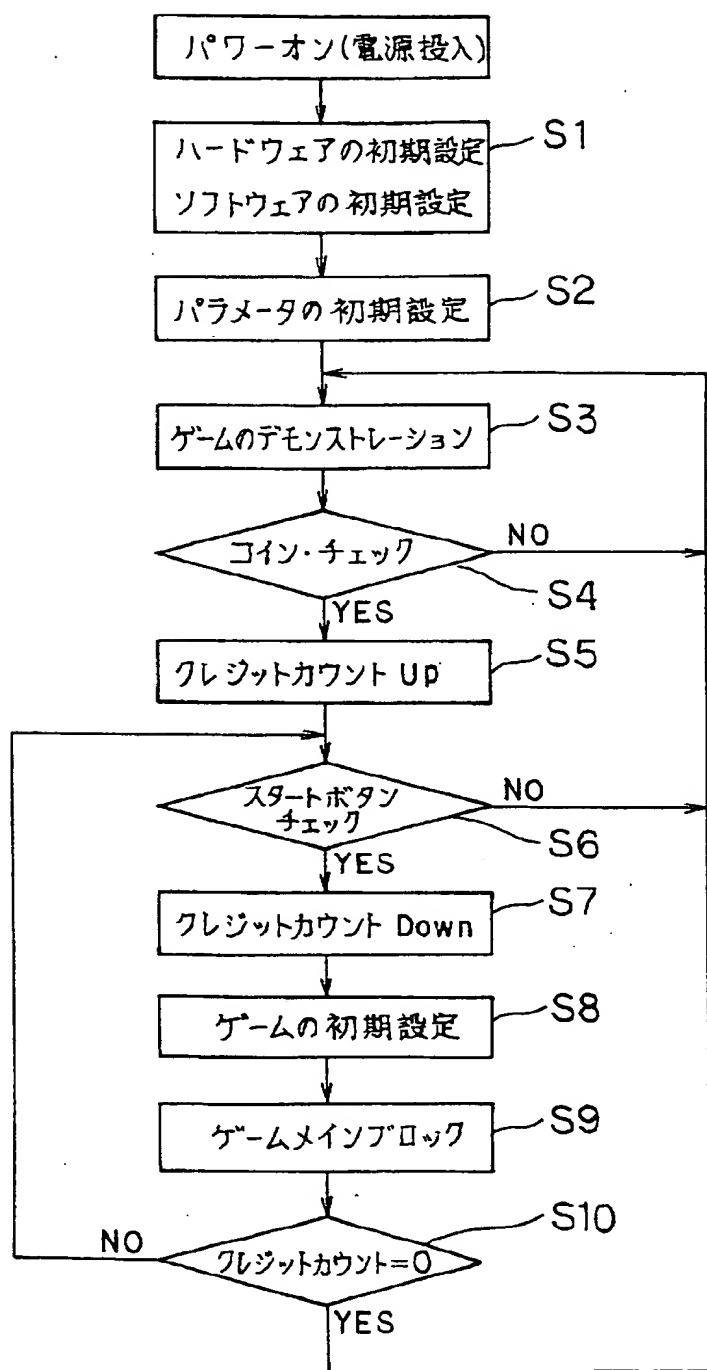 パワーオン(電源投入)
ハードウェアの初期設定
S1
ソフトウェアの初期設定
パラメータの初期設定
S2
ゲームのデモンストレーション
S3
コイン・チェック
NO
S4
YES
クレジットカウント Up
S5
スタートボタン
チェック
NO
S6
YES
クレジットカウント Down
S7
ゲームの初期設定
S8
ゲームメインブロック
S9
クレジットカウント=0
S10
NO
YES